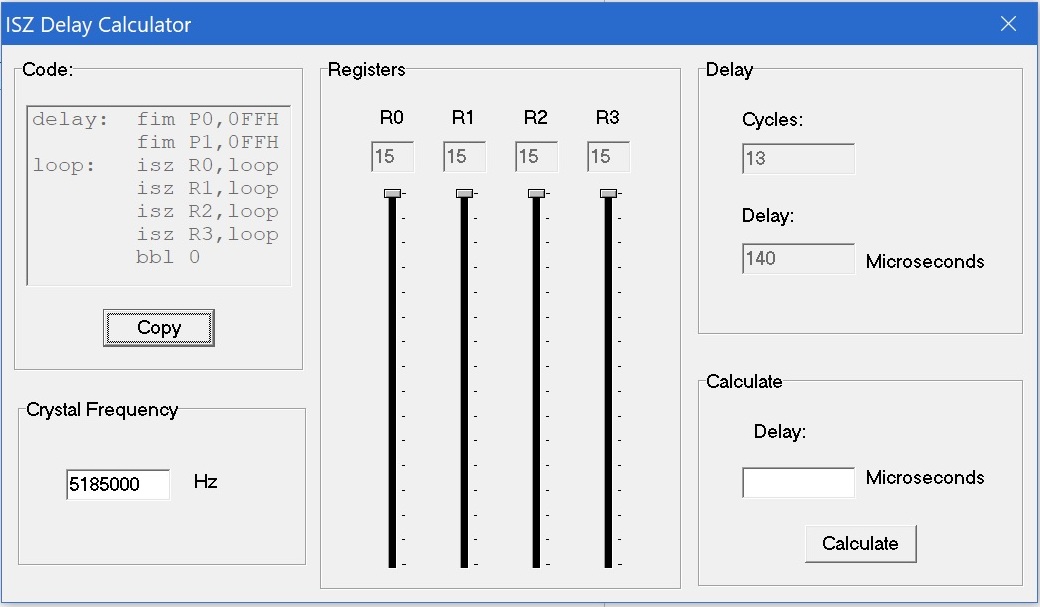 ISZ Delay Calculator
Code:
delay: fim P0,0FFH
fim P1,0FFH
loop: isz R0,loop
isz R1,loop
isz R2,loop
isz R3,loop
bbl 0
Copy
Crystal Frequency
5185000 Hz
Registers
R0 R1 R2 R3
15 15 15 15
Delay
Cycles:
13
Delay:
140 Microseconds
Calculate
Delay:
Microseconds
Calculate